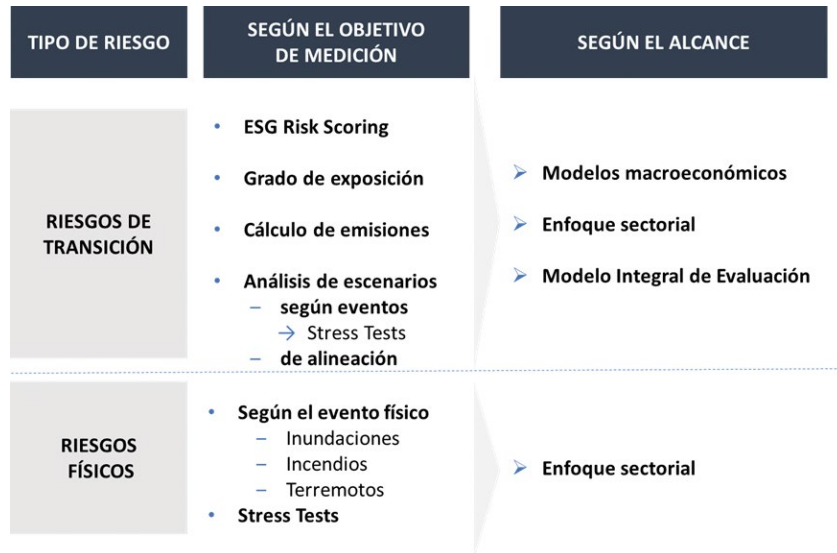 TIPO DE RIESGO
SEGÚN EL OBJETIVO
DE MEDICIÓN
SEGÚN EL ALCANCE
RIESGOS DE
TRANSICIÓN
• ESG Risk Scoring
• Grado de exposición
• Cálculo de emisiones
• Análisis de escenarios
– según eventos
→ Stress Tests
– de alineación
➢ Modelos macroeconómicos
➢ Enfoque sectorial
➢ Modelo Integral de Evaluación
RIESGOS
FÍSICOS
• Según el evento físico
– Inundaciones
– Incendios
– Terremotos
• Stress Tests
➢ Enfoque sectorial